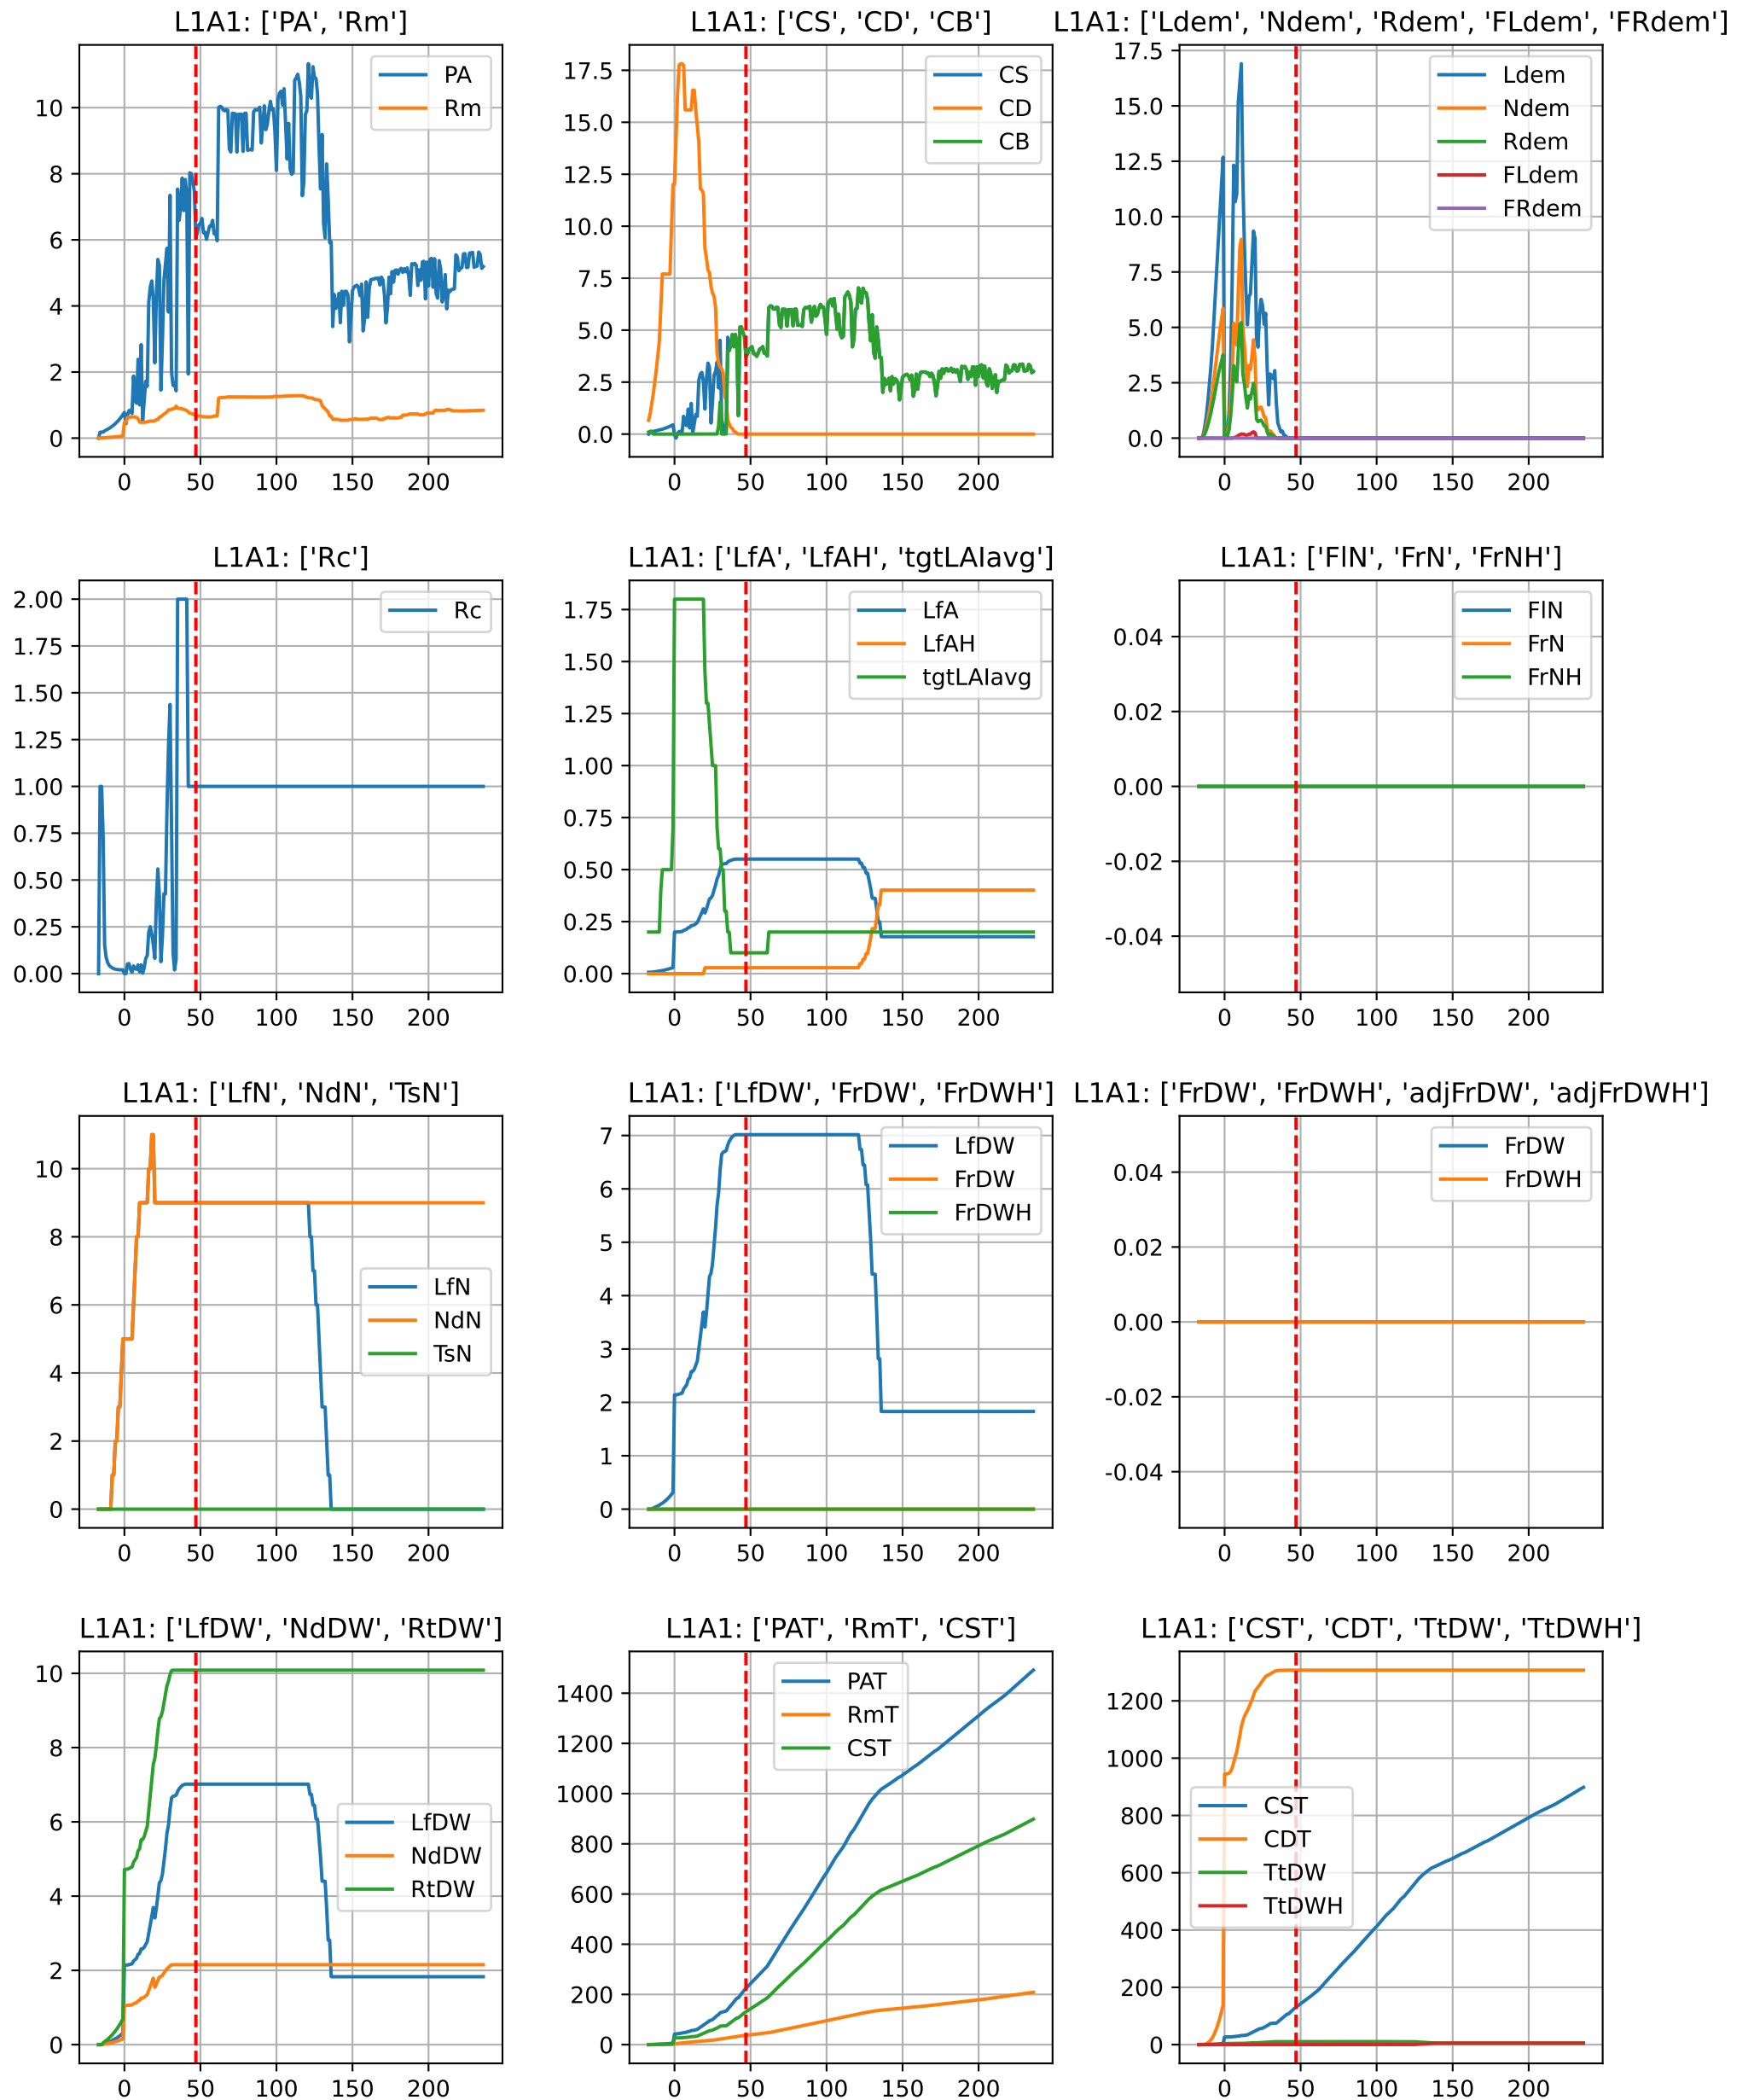 L1A1: ['PA', 'Rm']
10
8
6
4
2
0
0 50 100 150 200
PA
Rm
L1A1: ['CS', 'CD', 'CB']
17.5
15.0
12.5
10.0
7.5
5.0
2.5
0.0
0 50 100 150 200
CS
CD
CB
L1A1: ['Ldem', 'Ndem', 'Rdem', 'FLdem', 'FRdem']
17.5
15.0
12.5
10.0
7.5
5.0
2.5
0.0
0 50 100 150 200
Ldem
Ndem
Rdem
FLdem
FRdem
L1A1: ['Rc']
2.00
1.75
1.50
1.25
1.00
0.75
0.50
0.25
0.00
0 50 100 150 200
Rc
L1A1: ['LfA', 'LfAH', 'tgtLAIavg']
1.75
1.50
1.25
1.00
0.75
0.50
0.25
0.00
0 50 100 150 200
LfA
LfAH
tgtLAIavg
L1A1: ['FlN', 'FrN', 'FrNH']
0.04
0.02
0.00
-0.02
-0.04
0 50 100 150 200
FlN
FrN
FrNH
L1A1: ['LfN', 'NdN', 'TsN']
10
8
6
4
2
0
0 50 100 150 200
LfN
NdN
TsN
L1A1: ['LfDW', 'FrDW', 'FrDWH']
7
6
5
4
3
2
1
0
0 50 100 150 200
LfDW
FrDW
FrDWH
L1A1: ['FrDW', 'FrDWH', 'adjFrDW', 'adjFrDWH']
0.04
0.02
0.00
-0.02
-0.04
0 50 100 150 200
FrDW
FrDWH
L1A1: ['LfDW', 'NdDW', 'RtDW']
10
8
6
4
2
0
0 50 100 150 200
LfDW
NdDW
RtDW
L1A1: ['PAT', 'RmT', 'CST']
1400
1200
1000
800
600
400
200
0
0 50 100 150 200
PAT
RmT
CST
L1A1: ['CST', 'CDT', 'TtDW', 'TtDWH']
1200
1000
800
600
400
200
0
0 50 100 150 200
CST
CDT
TtDW
TtDWH